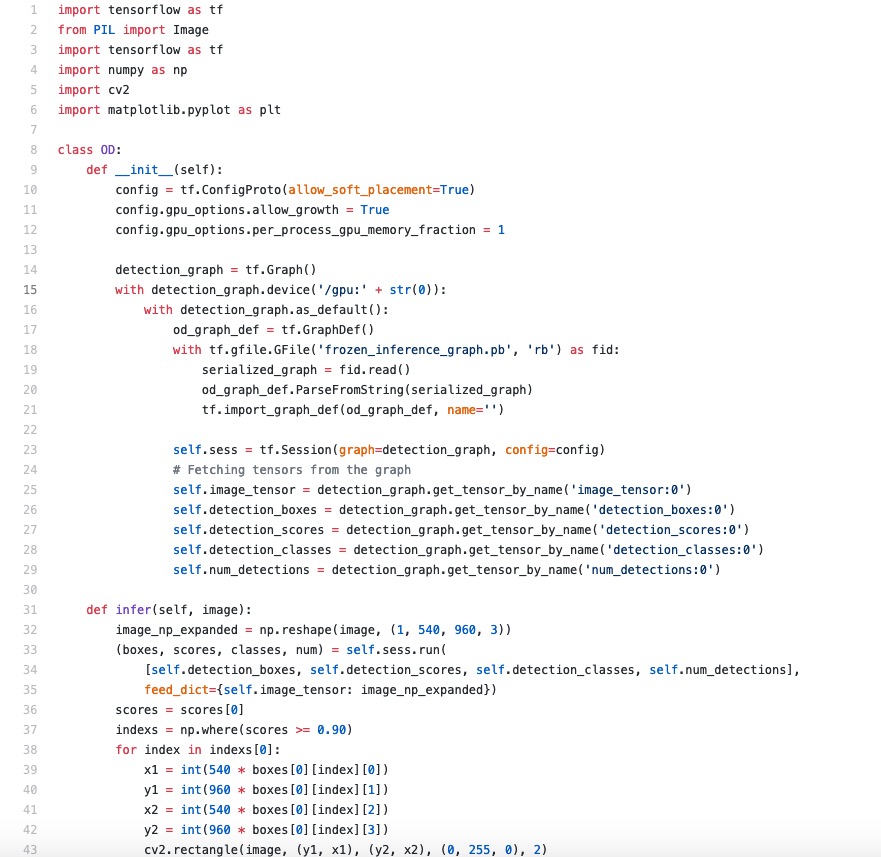 1 import tensorflow as tf
2 from PIL import Image
3 import tensorflow as tf
4 import numpy as np
5 import cv2
6 import matplotlib.pyplot as plt
7
8 class OD:
9     def __init__(self):
10         config = tf.ConfigProto(allow_soft_placement=True)
11         config.gpu_options.allow_growth = True
12         config.gpu_options.per_process_gpu_memory_fraction = 1
13
14         detection_graph = tf.Graph()
15         with detection_graph.device('/gpu:' + str(0)):
16             with detection_graph.as_default():
17                 od_graph_def = tf.GraphDef()
18                 with tf.gfile.GFile('frozen_inference_graph.pb', 'rb') as fid:
19                     serialized_graph = fid.read()
20                     od_graph_def.ParseFromString(serialized_graph)
21                     tf.import_graph_def(od_graph_def, name='')
22
23                 self.sess = tf.Session(graph=detection_graph, config=config)
24                 # Fetching tensors from the graph
25                 self.image_tensor = detection_graph.get_tensor_by_name('image_tensor:0')
26                 self.detection_boxes = detection_graph.get_tensor_by_name('detection_boxes:0')
27                 self.detection_scores = detection_graph.get_tensor_by_name('detection_scores:0')
28                 self.detection_classes = detection_graph.get_tensor_by_name('detection_classes:0')
29                 self.num_detections = detection_graph.get_tensor_by_name('num_detections:0')
30
31     def infer(self, image):
32         image_np_expanded = np.reshape(image, (1, 540, 960, 3))
33         (boxes, scores, classes, num) = self.sess.run(
34             [self.detection_boxes, self.detection_scores, self.detection_classes, self.num_detections],
35             feed_dict={self.image_tensor: image_np_expanded})
36         scores = scores[0]
37         indexs = np.where(scores >= 0.90)
38         for index in indexs[0]:
39             x1 = int(540 * boxes[0][index][0])
40             y1 = int(960 * boxes[0][index][1])
41             x2 = int(540 * boxes[0][index][2])
42             y2 = int(960 * boxes[0][index][3])
43             cv2.rectangle(image, (y1, x1), (y2, x2), (0, 255, 0), 2)